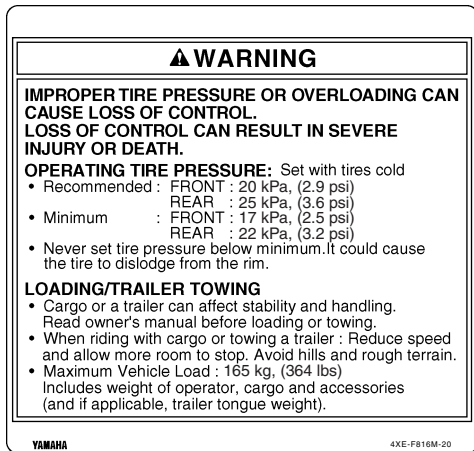 ⚠WARNING
IMPROPER TIRE PRESSURE OR OVERLOADING CAN
CAUSE LOSS OF CONTROL.
LOSS OF CONTROL CAN RESULT IN SEVERE
INJURY OR DEATH.
OPERATING TIRE PRESSURE: Set with tires cold
• Recommended : FRONT : 20 kPa, (2.9 psi)
REAR : 25 kPa, (3.6 psi)
• Minimum : FRONT : 17 kPa, (2.5 psi)
REAR : 22 kPa, (3.2 psi)
• Never set tire pressure below minimum.It could cause
the tire to dislodge from the rim.
LOADING/TRAILER TOWING
• Cargo or a trailer can affect stability and handling.
Read owner's manual before loading or towing.
• When riding with cargo or towing a trailer : Reduce speed
and allow more room to stop. Avoid hills and rough terrain.
• Maximum Vehicle Load : 165 kg, (364 lbs)
Includes weight of operator, cargo and accessories
(and if applicable, trailer tongue weight).
YAMAHA 4XE-F816M-20